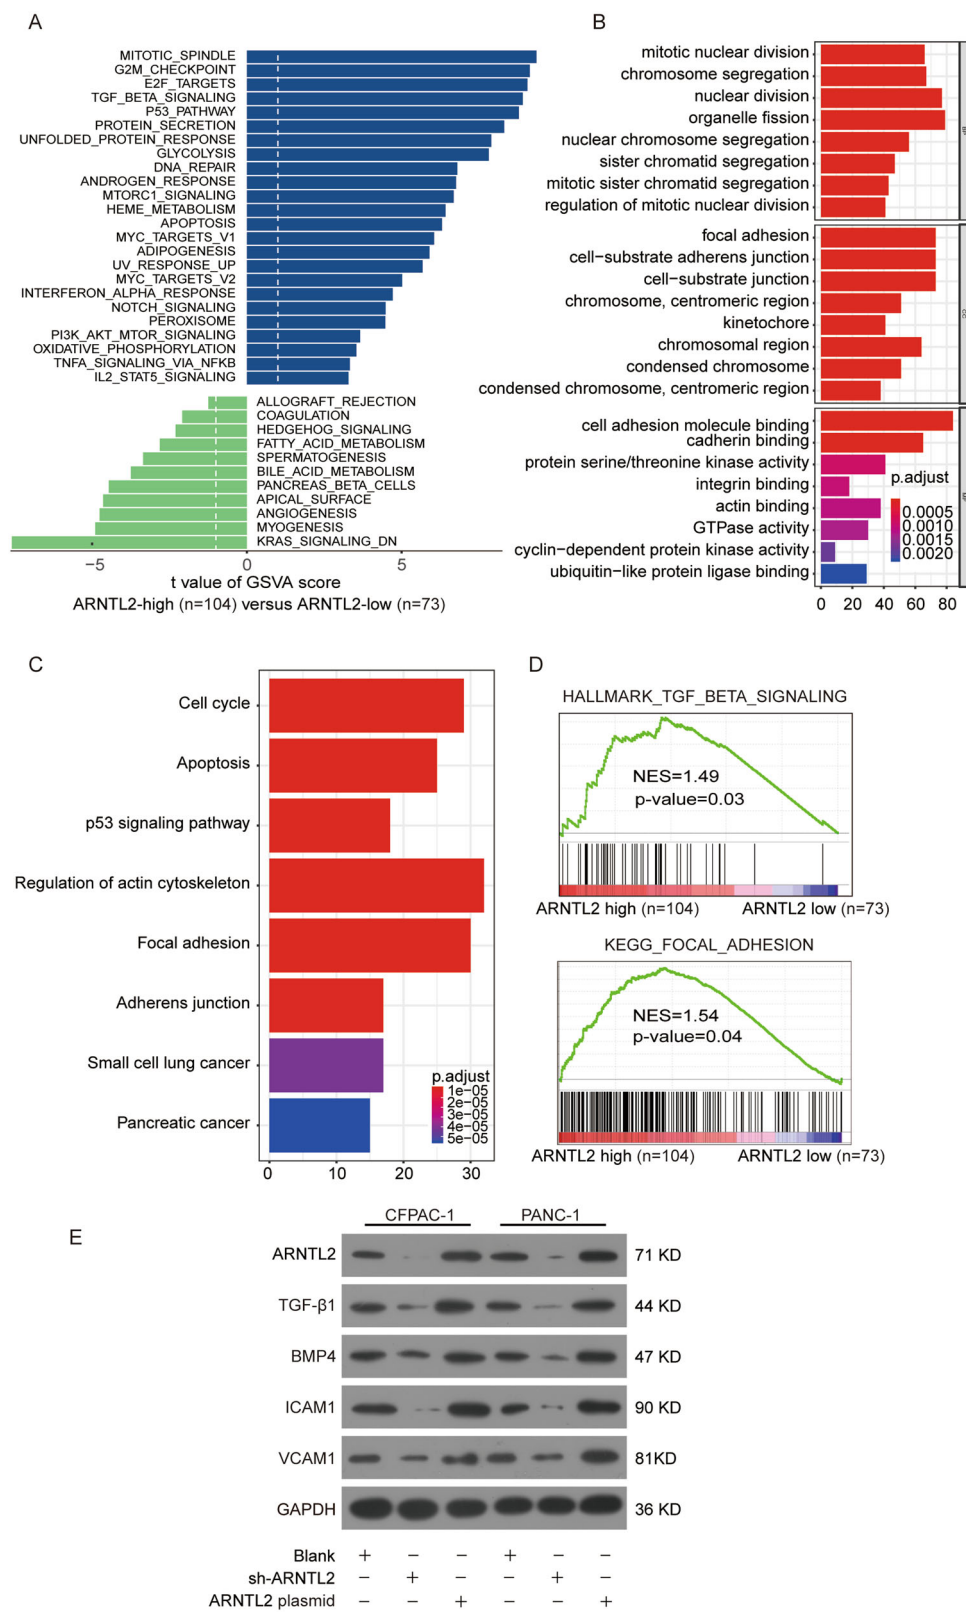 A
MITOTIC_SPINDLE
G2M_CHECKPOINT
E2F_TARGETS
TGF_BETA_SIGNALING
P53_PATHWAY
PROTEIN_SECRETION
UNFOLDED_PROTEIN_RESPONSE
GLYCOLYSIS
DNA_REPAIR
ANDROGEN_RESPONSE
MTORC1_SIGNALING
HEME_METABOLISM
APOPTOSIS
MYC_TARGETS_V1
ADIPOGENESIS
UV_RESPONSE_UP
MYC_TARGETS_V2
INTERFERON_ALPHA_RESPONSE
NOTCH_SIGNALING
PEROXISOME
PI3K_AKT_MTOR_SIGNALING
OXIDATIVE_PHOSPHORYLATION
TNFA_SIGNALING_VIA_NFKB
IL2_STAT5_SIGNALING
ALLOGRAFT_REJECTION
COAGULATION
HEDGEHOG_SIGNALING
FATTY_ACID_METABOLISM
SPERMATOGENESIS
BILE_ACID_METABOLISM
PANCREAS_BETA_CELLS
APICAL_SURFACE
ANGIOGENESIS
MYOGENESIS
KRAS_SIGNALING_DN
−5 0 5
t value of GSVA score
ARNTL2-high (n=104) versus ARNTL2-low (n=73)
B
mitotic nuclear division
chromosome segregation
nuclear division
organelle fission
nuclear chromosome segregation
sister chromatid segregation
mitotic sister chromatid segregation
regulation of mitotic nuclear division
BP
focal adhesion
cell−substrate adherens junction
cell−substrate junction
chromosome, centromeric region
kinetochore
chromosomal region
condensed chromosome
condensed chromosome, centromeric region
CC
cell adhesion molecule binding
cadherin binding
protein serine/threonine kinase activity
integrin binding
actin binding
GTPase activity
cyclin−dependent protein kinase activity
ubiquitin−like protein ligase binding
MF
p.adjust
0.0005
0.0010
0.0015
0.0020
0 20 40 60 80
C
Cell cycle
Apoptosis
p53 signaling pathway
Regulation of actin cytoskeleton
Focal adhesion
Adherens junction
Small cell lung cancer
Pancreatic cancer
p.adjust
1e−05
2e−05
3e−05
4e−05
5e−05
0 10 20 30
D
HALLMARK_TGF_BETA_SIGNALING
NES=1.49
p-value=0.03
ARNTL2 high (n=104) ARNTL2 low (n=73)
KEGG_FOCAL_ADHESION
NES=1.54
p-value=0.04
ARNTL2 high (n=104) ARNTL2 low (n=73)
E
CFPAC-1 PANC-1
ARNTL2 71 KD
TGF-β1 44 KD
BMP4 47 KD
ICAM1 90 KD
VCAM1 81KD
GAPDH 36 KD
Blank + − − + − −
sh-ARNTL2 − + − − + −
ARNTL2 plasmid − − + − − +